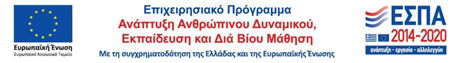 Επιχειρησιακό Πρόγραμμα
Ανάπτυξη Ανθρώπινου Δυναμικού,
Εκπαίδευση και Διά Βίου Μάθηση
Με τη συγχρηματοδότηση της Ελλάδας και της Ευρωπαϊκής Ένωσης
Ευρωπαϊκή Ένωση
Ευρωπαϊκό Κοινωνικό Ταμείο
ΕΣΠΑ
2014-2020
ανάπτυξη - εργασία - αλληλεγγύη